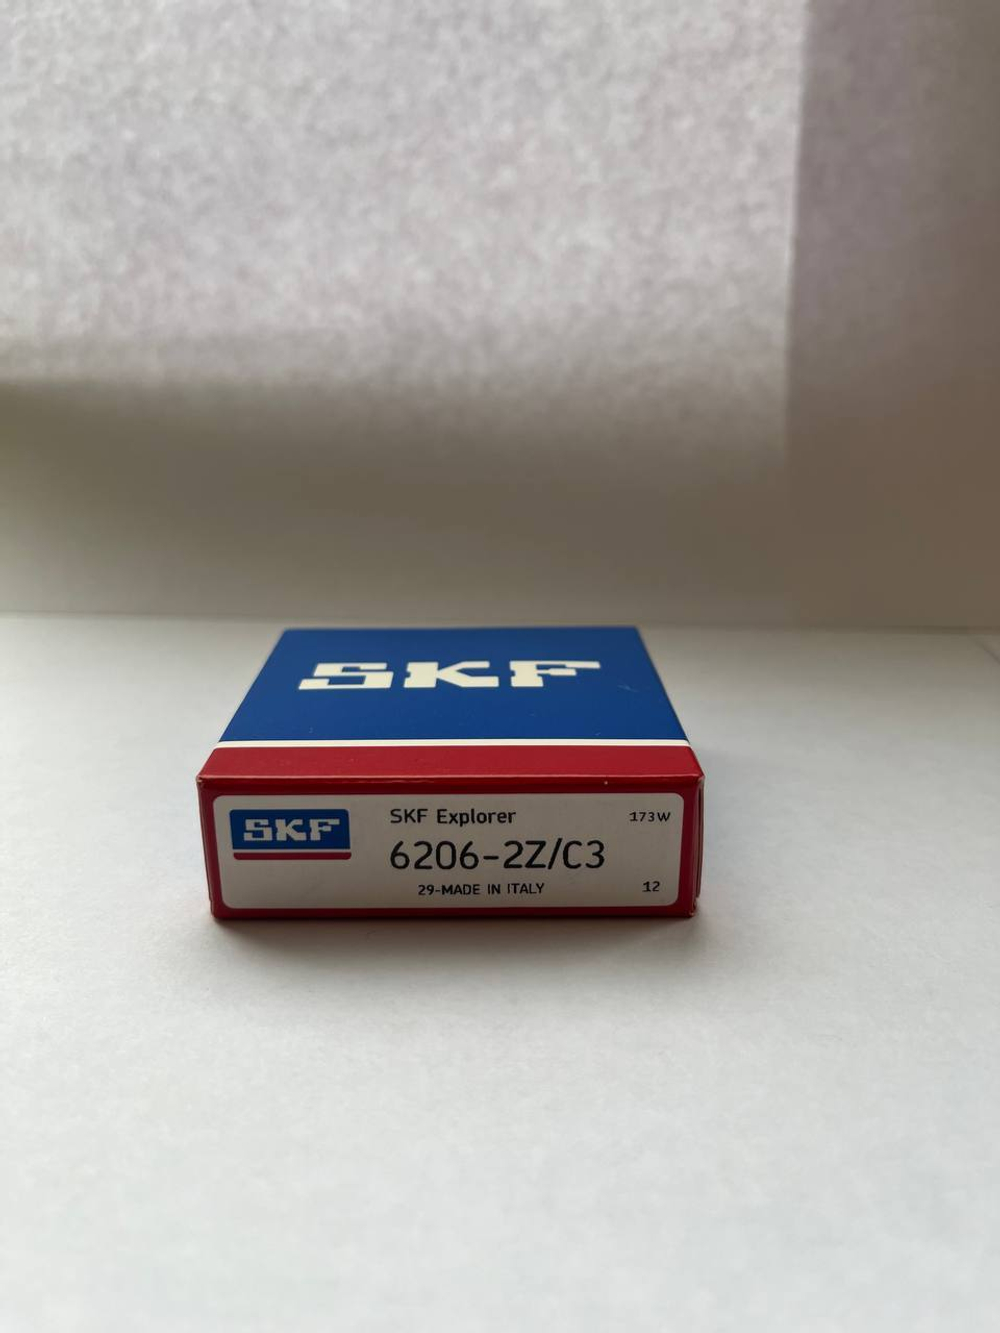 SKF
SKF
SKF Explorer
173W
6206-2Z/C3
29-MADE IN ITALY
12